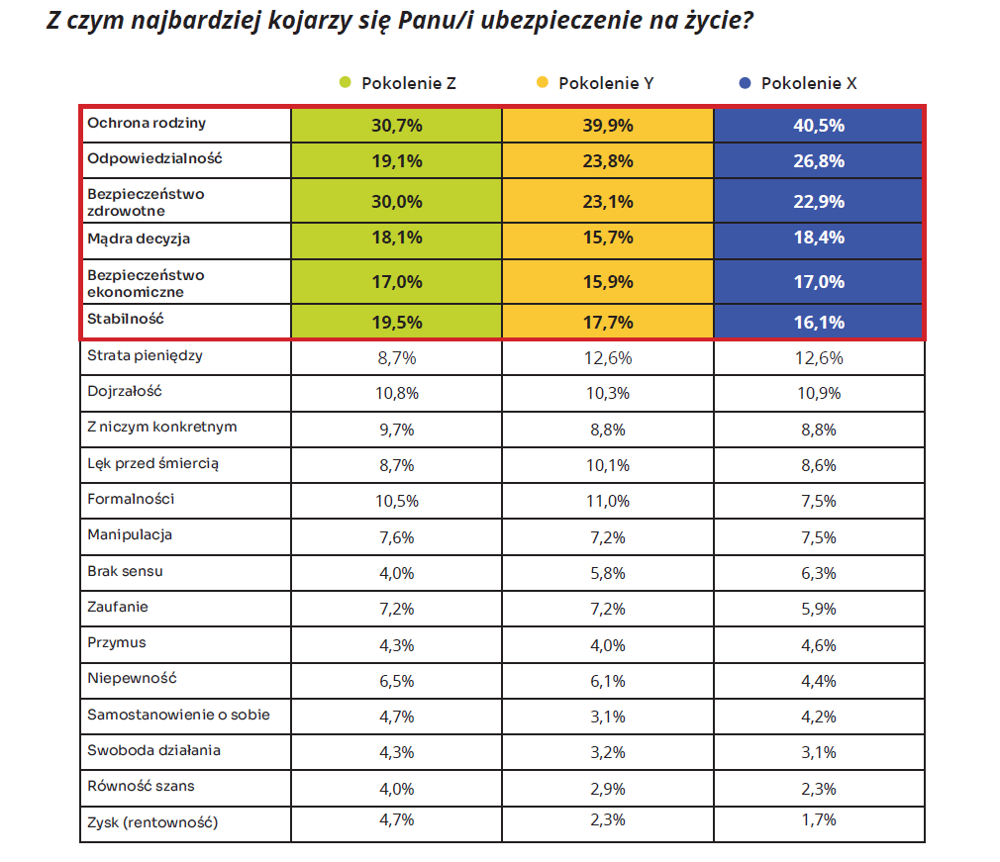 Z czym najbardziej kojarzy się Panu/i ubezpieczenie na życie?
Pokolenie Z Pokolenie Y Pokolenie X
Ochrona rodziny 30,7% 39,9% 40,5%
Odpowiedzialność 19,1% 23,8% 26,8%
Bezpieczeństwo
zdrowotne 30,0% 23,1% 22,9%
Mądra decyzja 18,1% 15,7% 18,4%
Bezpieczeństwo
ekonomiczne 17,0% 15,9% 17,0%
Stabilność 19,5% 17,7% 16,1%
Strata pieniędzy 8,7% 12,6% 12,6%
Dojrzałość 10,8% 10,3% 10,9%
Z niczym konkretnym 9,7% 8,8% 8,8%
Lęk przed śmiercią 8,7% 10,1% 8,6%
Formalności 10,5% 11,0% 7,5%
Manipulacja 7,6% 7,2% 7,5%
Brak sensu 4,0% 5,8% 6,3%
Zaufanie 7,2% 7,2% 5,9%
Przymus 4,3% 4,0% 4,6%
Niepewność 6,5% 6,1% 4,4%
Samostanowienie o sobie 4,7% 3,1% 4,2%
Swoboda działania 4,3% 3,2% 3,1%
Równość szans 4,0% 2,9% 2,3%
Zysk (rentowność) 4,7% 2,3% 1,7%